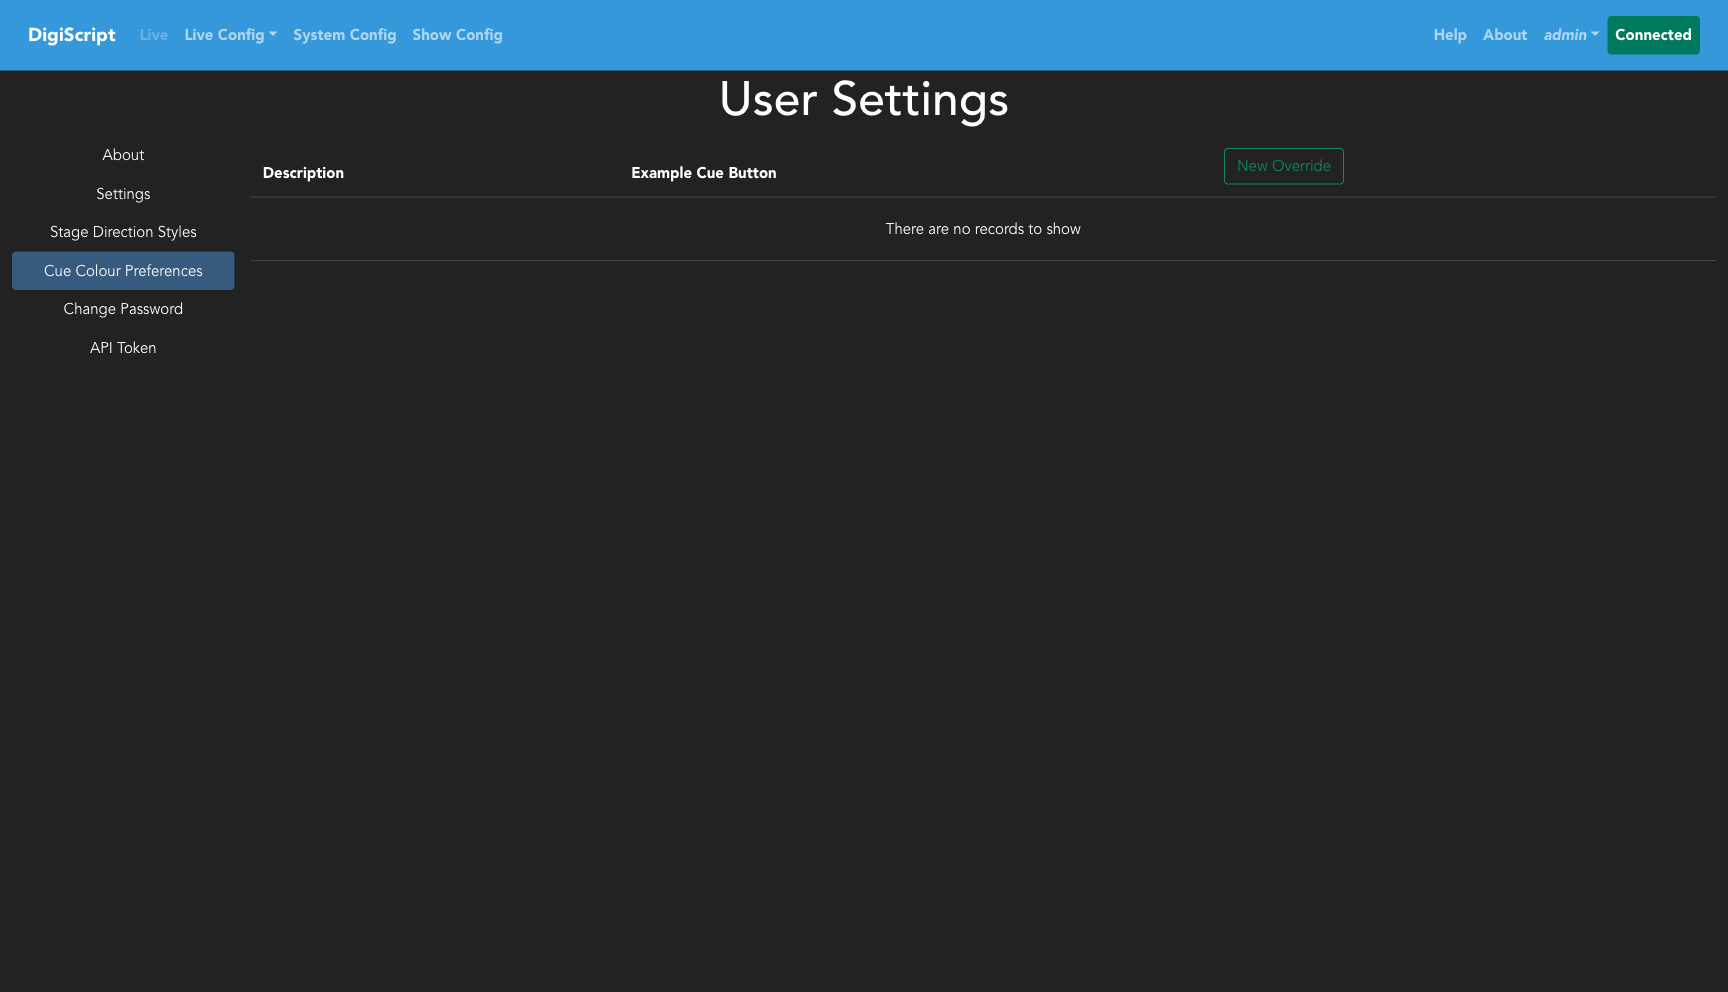 DigiScript Live Live Config System Config Show Config Help About admin Connected
User Settings
About
Settings
Stage Direction Styles
Cue Colour Preferences
Change Password
API Token
Description Example Cue Button New Override
There are no records to show